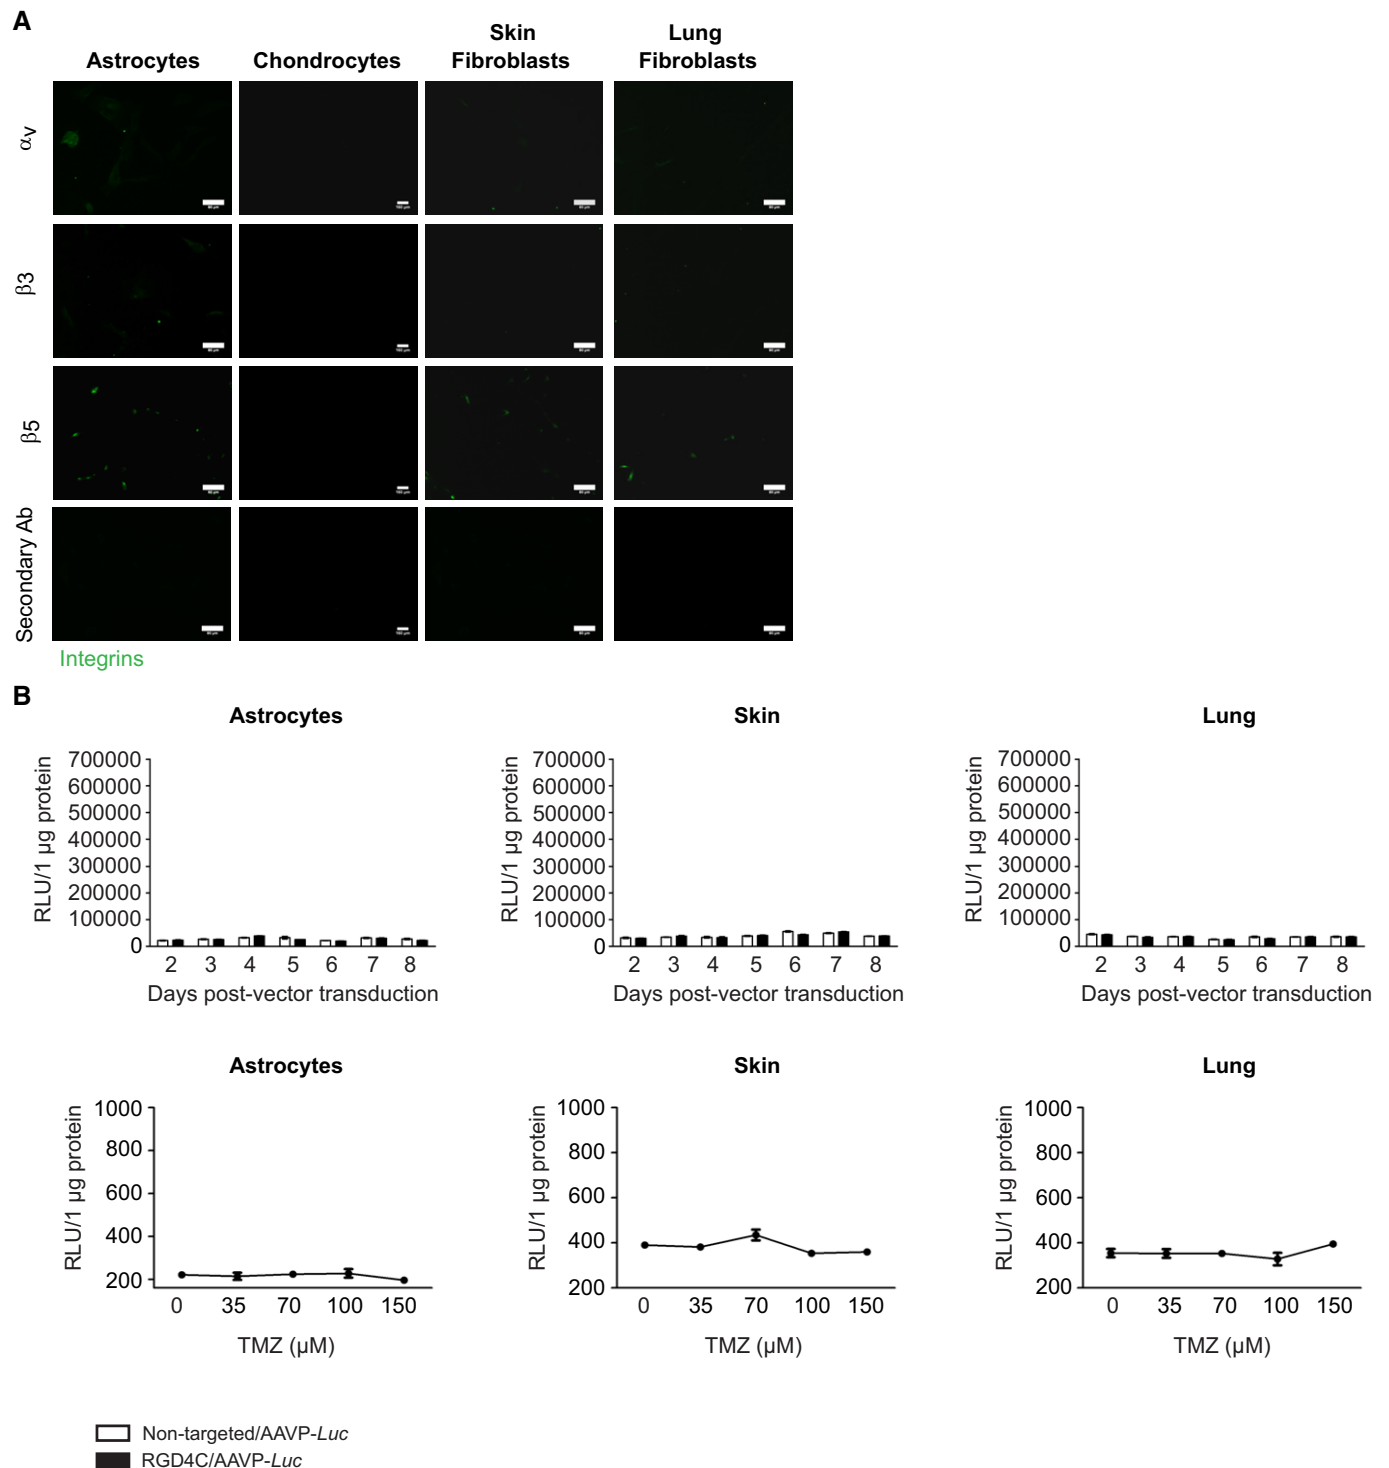 A
Astrocytes
Chondrocytes
Skin
Fibroblasts
Lung
Fibroblasts
αv
β3
β5
Secondary Ab
Integrins
B
Astrocytes
RLU/1 µg protein
700000
600000
500000
400000
300000
200000
100000
0
2 3 4 5 6 7 8
Days post-vector transduction
Skin
RLU/1 µg protein
700000
600000
500000
400000
300000
200000
100000
0
2 3 4 5 6 7 8
Days post-vector transduction
Lung
RLU/1 µg protein
700000
600000
500000
400000
300000
200000
100000
0
2 3 4 5 6 7 8
Days post-vector transduction
Astrocytes
RLU/1 µg protein
1000
800
600
400
200
0 35 70 100 150
TMZ (µM)
Skin
RLU/1 µg protein
1000
800
600
400
200
0 35 70 100 150
TMZ (µM)
Lung
RLU/1 µg protein
1000
800
600
400
200
0 35 70 100 150
TMZ (µM)
Non-targeted/AAVP-Luc
RGD4C/AAVP-Luc